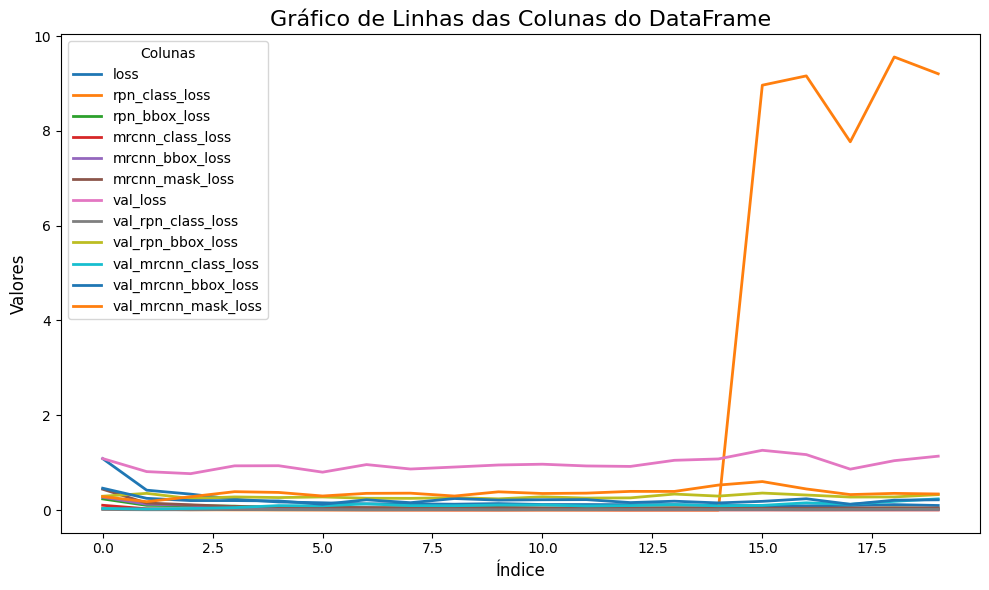 Gráfico de Linhas das Colunas do DataFrame
Colunas
loss
rpn_class_loss
rpn_bbox_loss
mrcnn_class_loss
mrcnn_bbox_loss
mrcnn_mask_loss
val_loss
val_rpn_class_loss
val_rpn_bbox_loss
val_mrcnn_class_loss
val_mrcnn_bbox_loss
val_mrcnn_mask_loss
Valores
10
8
6
4
2
0
0.0 2.5 5.0 7.5 10.0 12.5 15.0 17.5
Índice